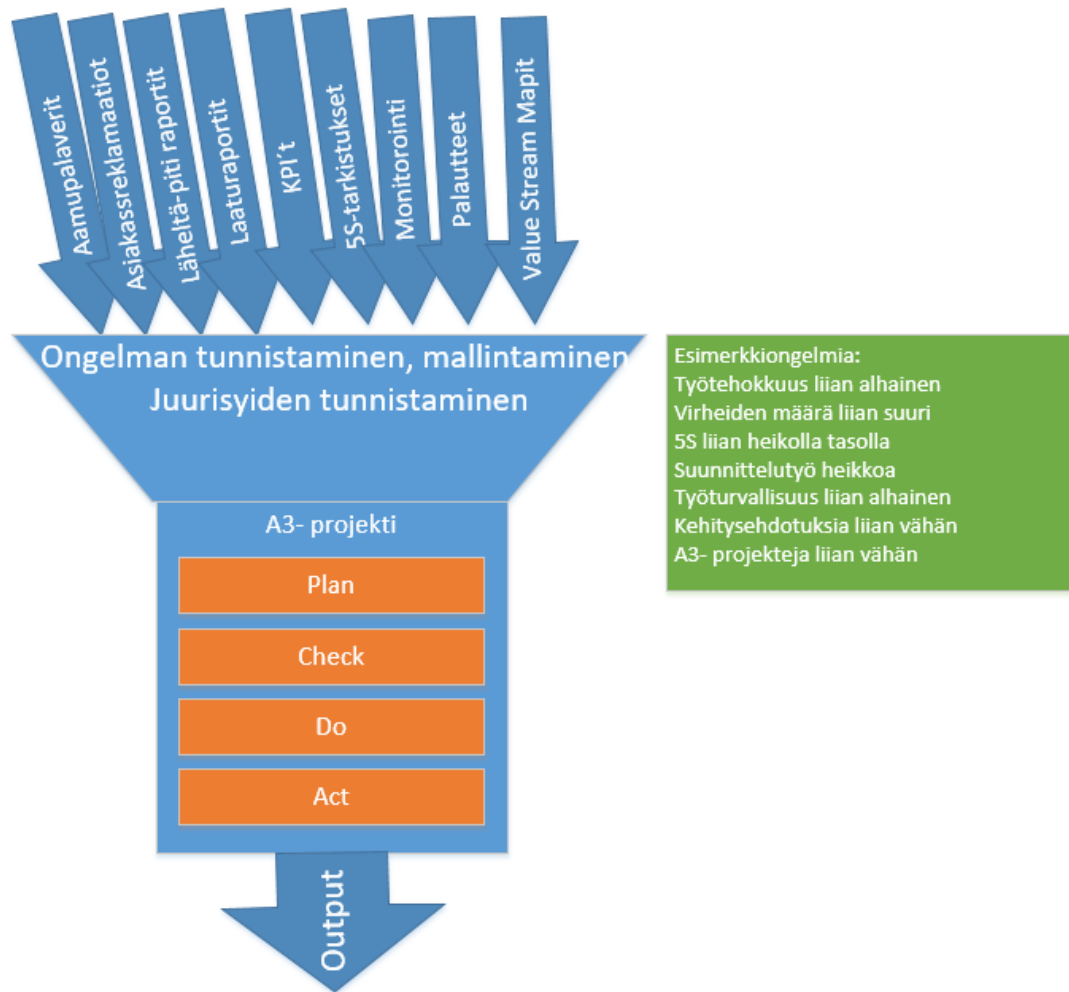 Aamupalaverit
Asiakassreklamaatiot
Läheltä-piti raportit
Laaturaportit
KPI´t
5S-tarkistukset
Monitorointi
Palautteet
Value Stream Mapit
Ongelman tunnistaminen, mallintaminen
Juurisyiden tunnistaminen
Esimerkkiongelmia:
Työtehokkuus liian alhainen
Virheiden määrä liian suuri
5S liian heikolla tasolla
Suunnittelutyö heikkoa
Työturvallisuus liian alhainen
Kehitysehdotuksia liian vähän
A3- projekteja liian vähän
A3- projekti
Plan
Check
Do
Act
Output